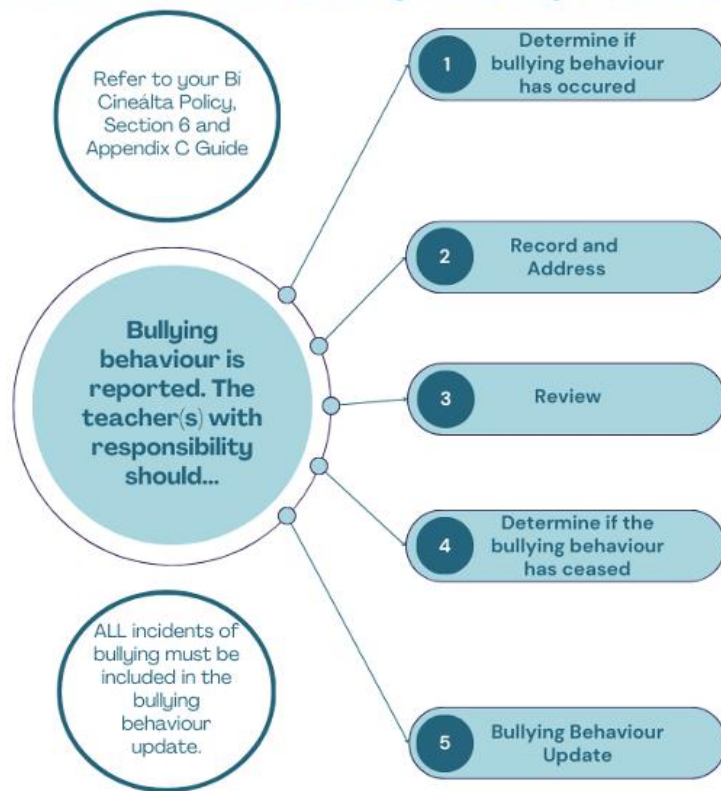 Refer to your Bí
Cineálta Policy,
Section 6 and
Appendix C Guide
Bullying
behaviour is
reported. The
teacher(s) with
responsibility
should...
ALL incidents of
bullying must be
included in the
bullying
behaviour
update.
1
Determine if
bullying behaviour
has occured
2
Record and
Address
3
Review
4
Determine if the
bullying behaviour
has ceased
5
Bullying Behaviour
Update